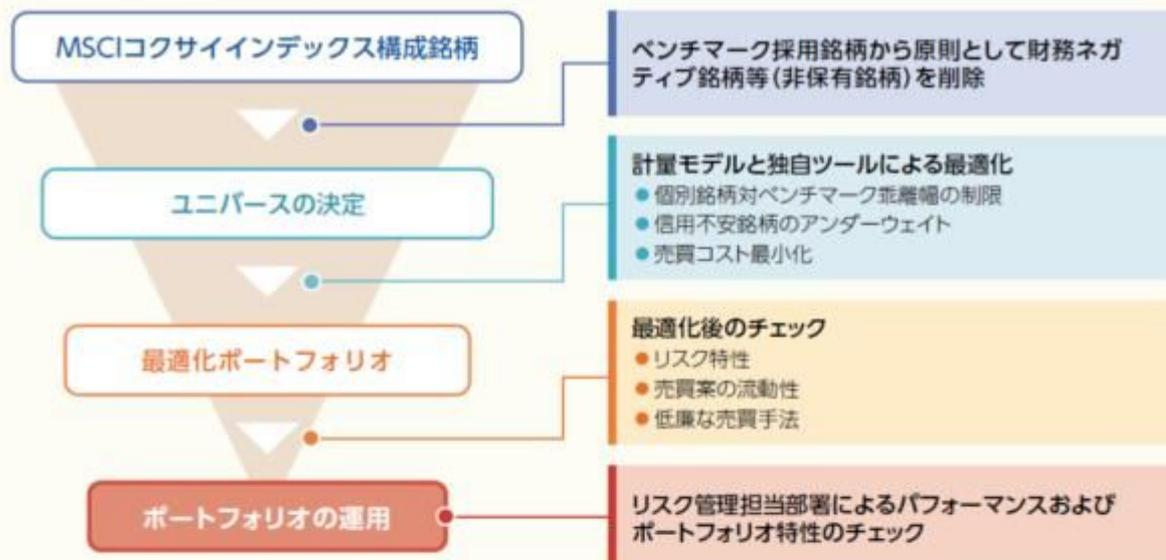 MSCIコクサイインデックス構成銘柄
ベンチマーク採用銘柄から原則として財務ネガ
ティブ銘柄等(非保有銘柄)を削除
ユニバースの決定
計量モデルと独自ツールによる最適化
●個別銘柄対ベンチマーク乖離幅の制限
●信用不安銘柄のアンダーウェイト
●売買コスト最小化
最適化ポートフォリオ
最適化後のチェック
●リスク特性
●売買案の流動性
●低廉な売買手法
ポートフォリオの運用
リスク管理担当部署によるパフォーマンスおよび
ポートフォリオ特性のチェック